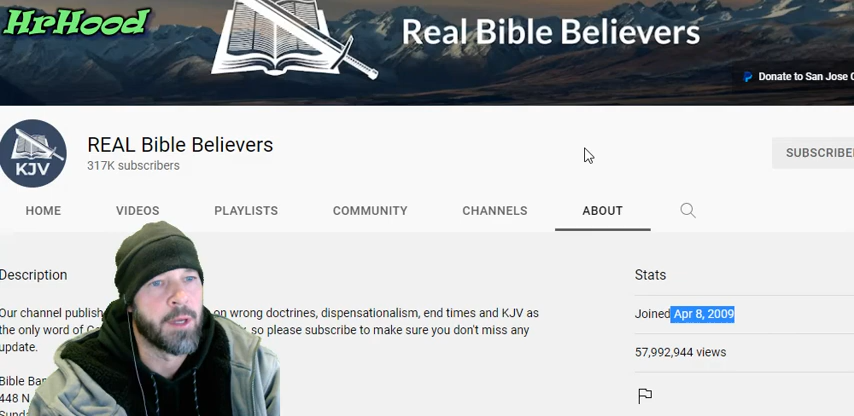 HrHood
Real Bible Believers
Donate to San Jose
KJV
REAL Bible Believers
317K subscribers
SUBSCRIBE
HOME VIDEOS PLAYLISTS COMMUNITY CHANNELS ABOUT
Description
Our channel publish on wrong doctrines, dispensationalism, end times and KJV as
the only word of so please subscribe to make sure you don't miss any
update.
Bible
448 N
Stats
Joined Apr 8, 2009
57,992,944 views